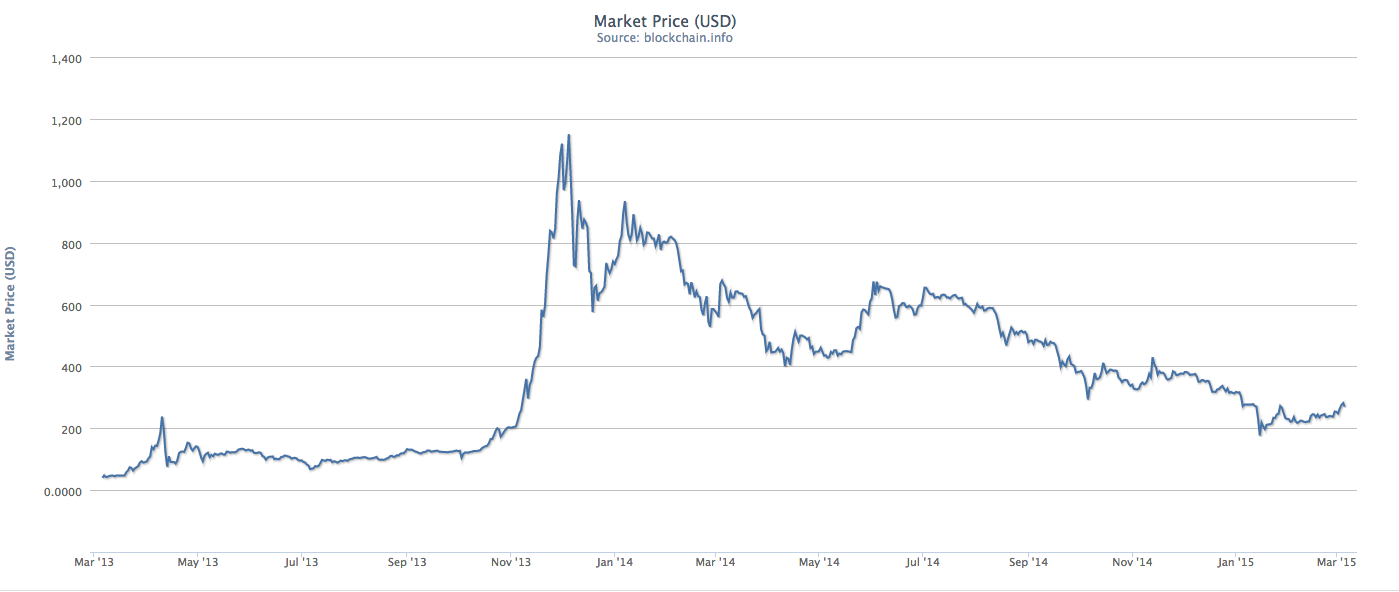 Market Price (USD)
Source: blockchain.info
Market Price (USD)
1,400
1,200
1,000
800
600
400
200
0.0000
Mar '13 May '13 Jul '13 Sep '13 Nov '13 Jan '14 Mar '14 May '14 Jul '14 Sep '14 Nov '14 Jan '15 Mar '15